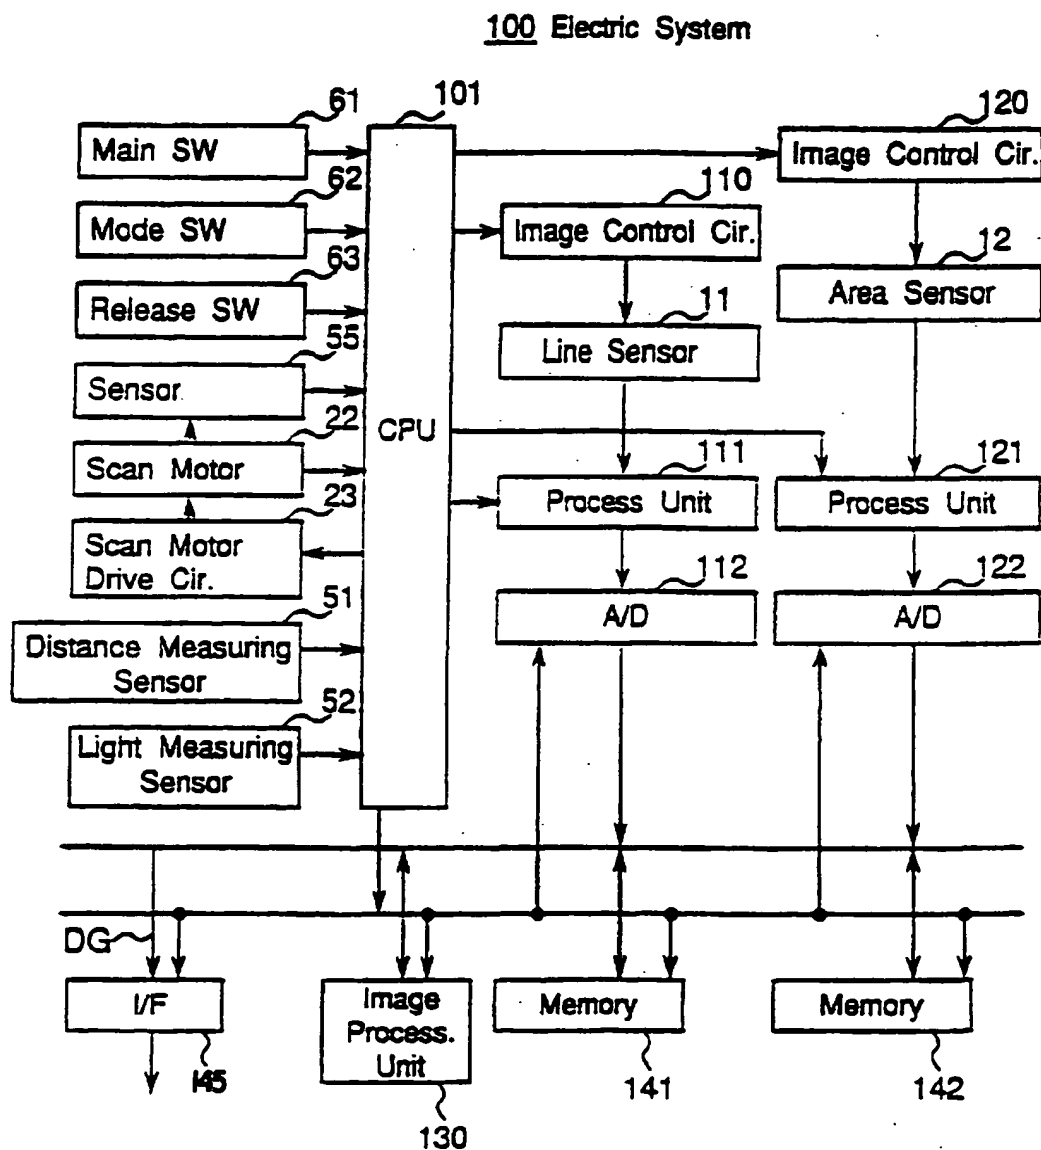 100 Electric System
61
101
120
Main SW
Image Control Cir.
62
110
Mode SW
Image Control Cir.
12
63
Area Sensor
Release SW
11
55
Line Sensor
Sensor
CPU
22
Scan Motor
111
121
Process Unit
Process Unit
23
Scan Motor
Drive Cir.
112
122
A/D
A/D
51
Distance Measuring
Sensor
52
Light Measuring
Sensor
DG
I/F
Image
Process.
Unit
Memory
Memory
145
141
142
130